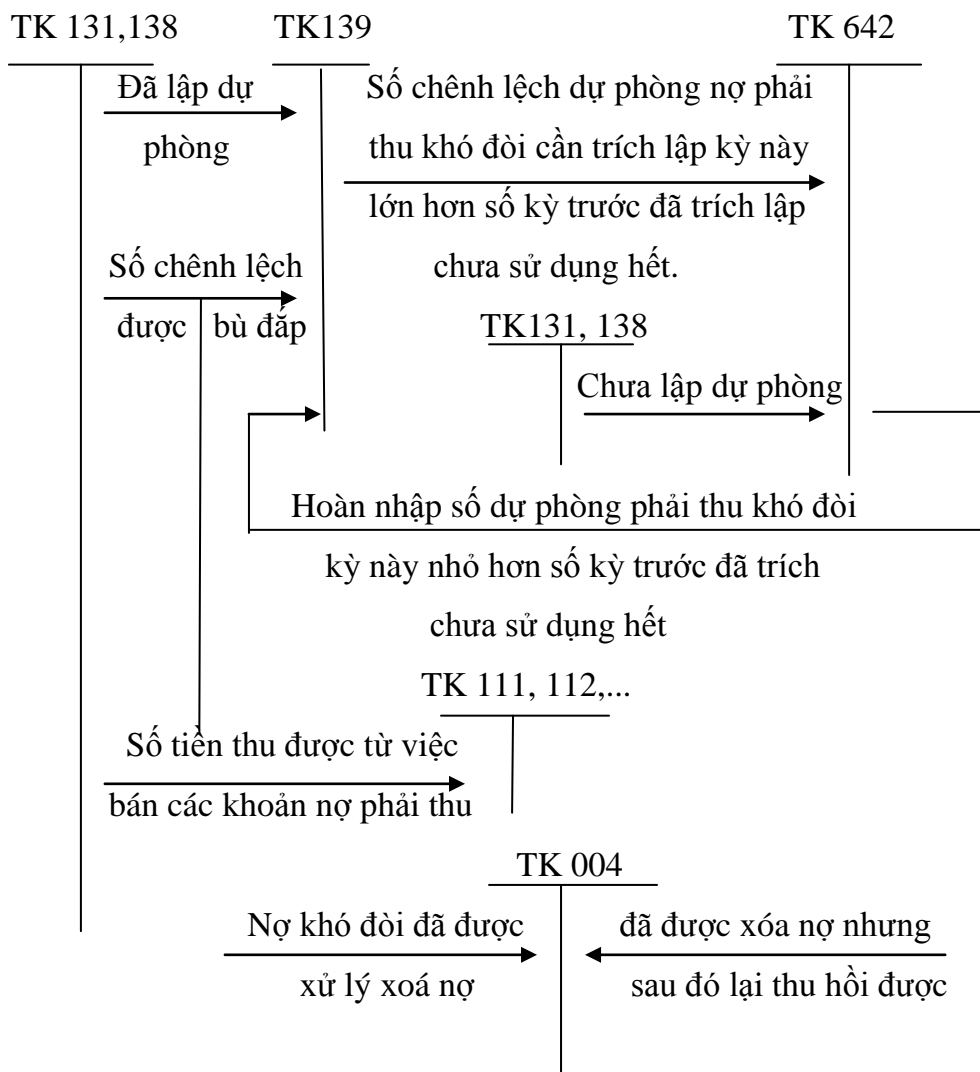 TK 131,138 TK139 TK 642
Đã lập dự
phòng
Số chênh lệch dự phòng nợ phải
thu khó đòi cần trích lập kỳ này
lớn hơn số kỳ trước đã trích lập
chưa sử dụng hết.
Số chênh lệch
được bù đắp
TK131, 138
Chưa lập dự phòng
Hoàn nhập số dự phòng phải thu khó đòi
kỳ này nhỏ hơn số kỳ trước đã trích
chưa sử dụng hết
TK 111, 112,...
Số tiền thu được từ việc
bán các khoản nợ phải thu
TK 004
Nợ khó đòi đã được
xử lý xoá nợ
đã được xóa nợ nhưng
sau đó lại thu hồi được